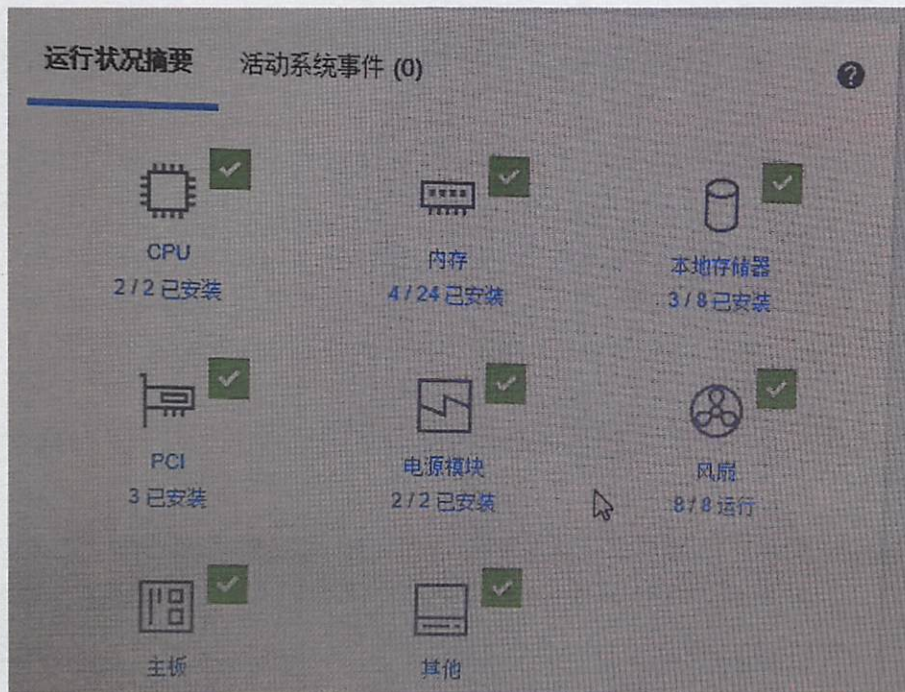 运行状况摘要 活动系统事件 (0)
?
CPU 内存 本地存储器
2 / 2 已安装 4 / 24 已安装 3 / 8 已安装
PCI 电源模块 风扇
3 已安装 2 / 2 已安装 8 / 8 运行
主板 其他